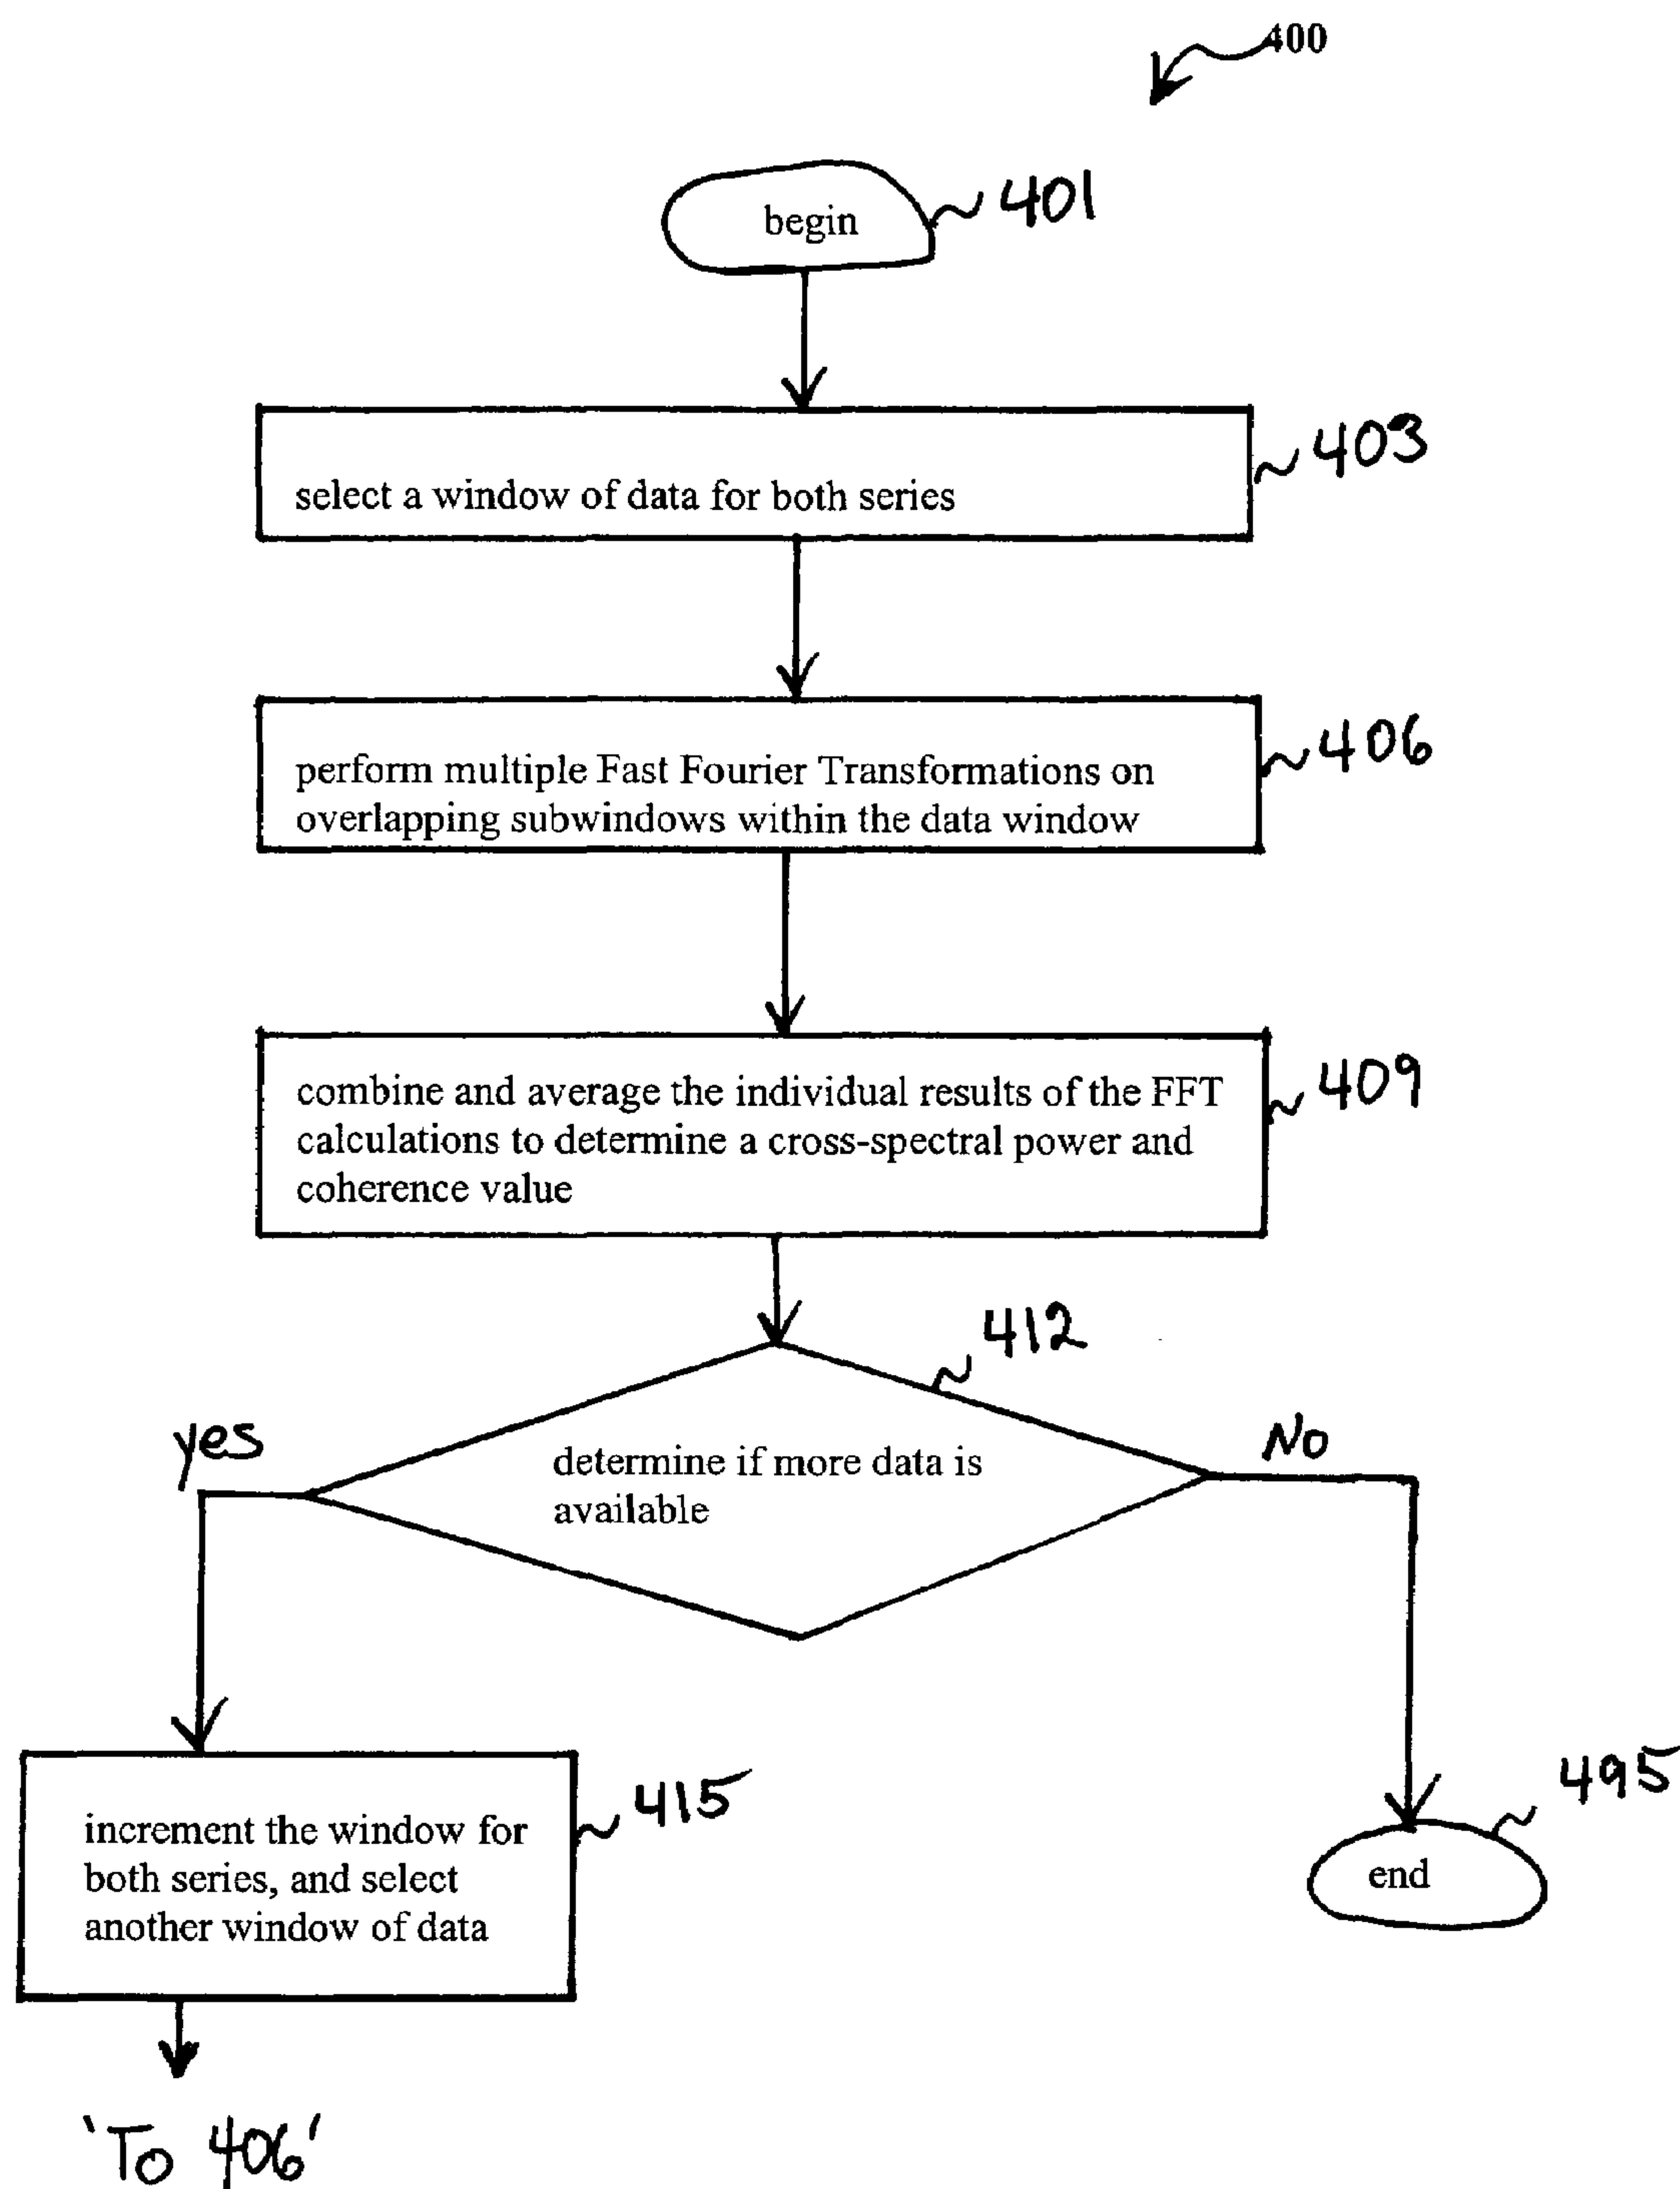 400
begin
401
403
select a window of data for both series
406
perform multiple Fast Fourier Transformations on
overlapping subwindows within the data window
409
combine and average the individual results of the FFT
calculations to determine a cross-spectral power and
coherence value
412
yes
No
determine if more data is
available
415
495
increment the window for
both series, and select
another window of data
end
'To 406'